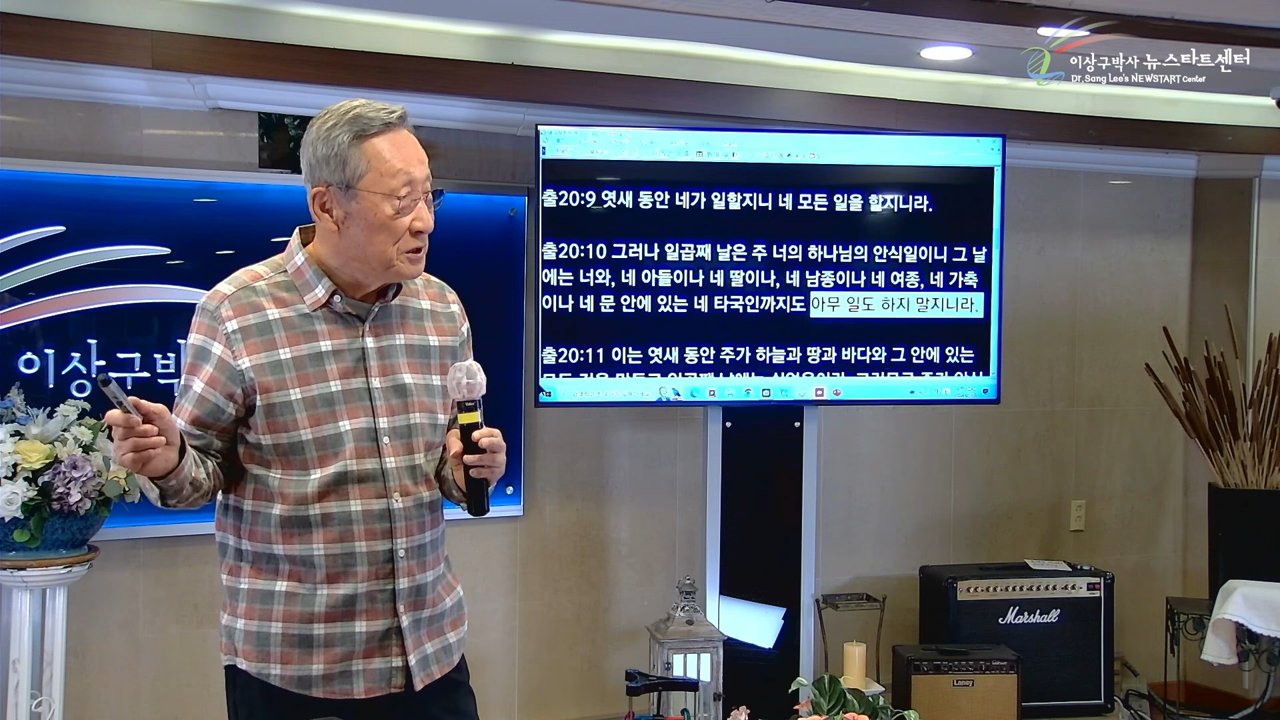 이상구박사 뉴스타트센터
Dr. Sang Lee's NEWSTART Center
출20:9 엿새 동안 네가 일할지니 네 모든 일을 할지니라.
출20:10 그러나 일곱째 날은 주 너의 하나님의 안식일이니 그 날
에는 너와, 네 아들이나 네 딸이나, 네 남종이나 네 여종, 네 가축
이나 네 문 안에 있는 네 타국인까지도 아무 일도 하지 말지니라.
출20:11 이는 엿새 동안 주가 하늘과 땅과 바다와 그 안에 있는
이상구박
Marshall
Laney